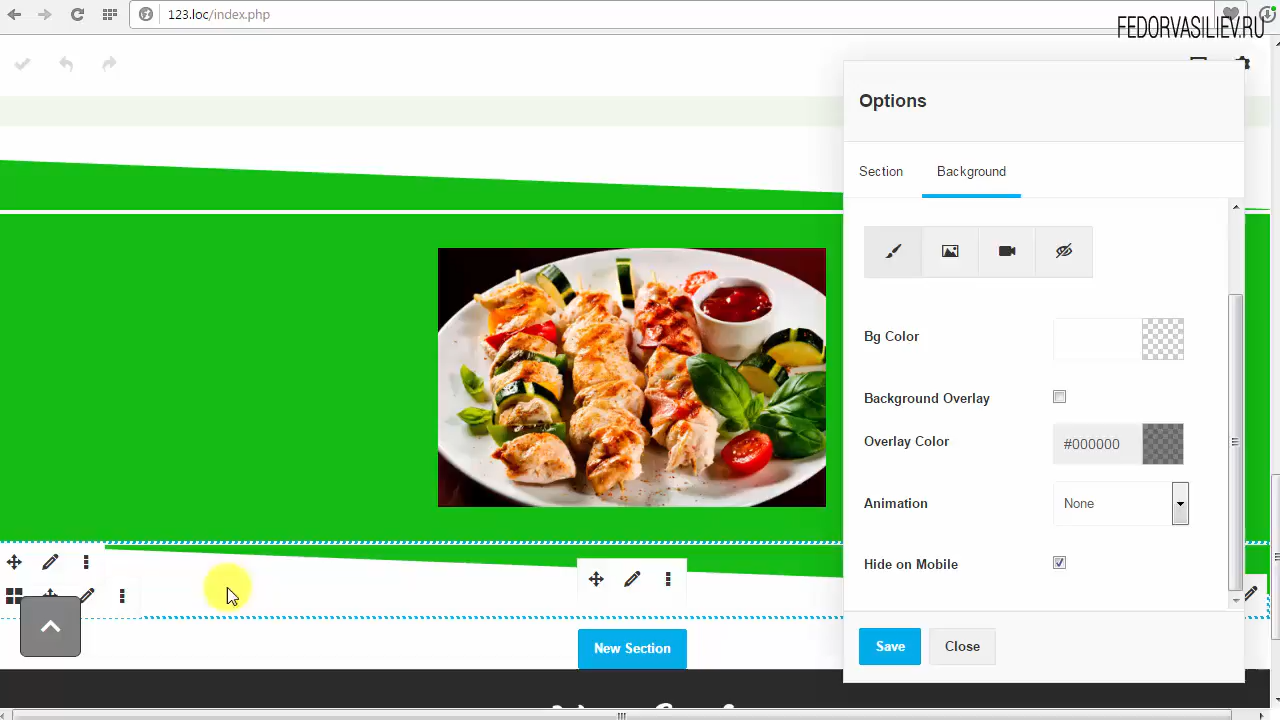 123.loc/index.php
FEDORVASILIEV.RU
Options
Section
Background
Bg Color
Background Overlay
Overlay Color
#000000
Animation
None
Hide on Mobile
Save
Close
New Section